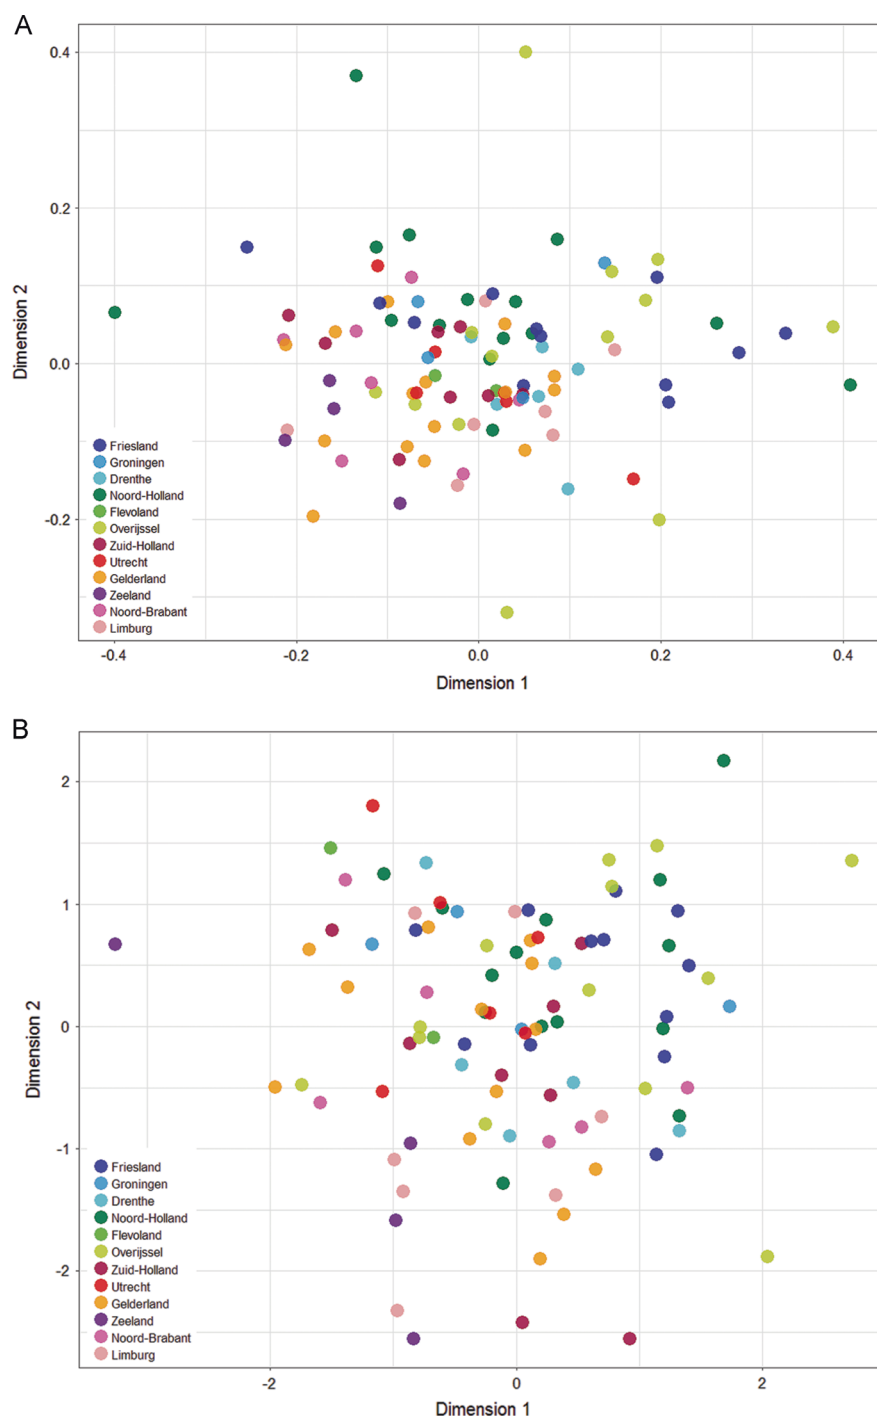 A
0.4
0.2
0.0
-0.2
Dimension 2
Friesland
Groningen
Drenthe
Noord-Holland
Flevoland
Overijssel
Zuid-Holland
Utrecht
Gelderland
Zeeland
Noord-Brabant
Limburg
-0.4 -0.2 0.0 0.2 0.4
Dimension 1
B
2
1
0
-1
-2
Dimension 2
Friesland
Groningen
Drenthe
Noord-Holland
Flevoland
Overijssel
Zuid-Holland
Utrecht
Gelderland
Zeeland
Noord-Brabant
Limburg
-2 0 2
Dimension 1